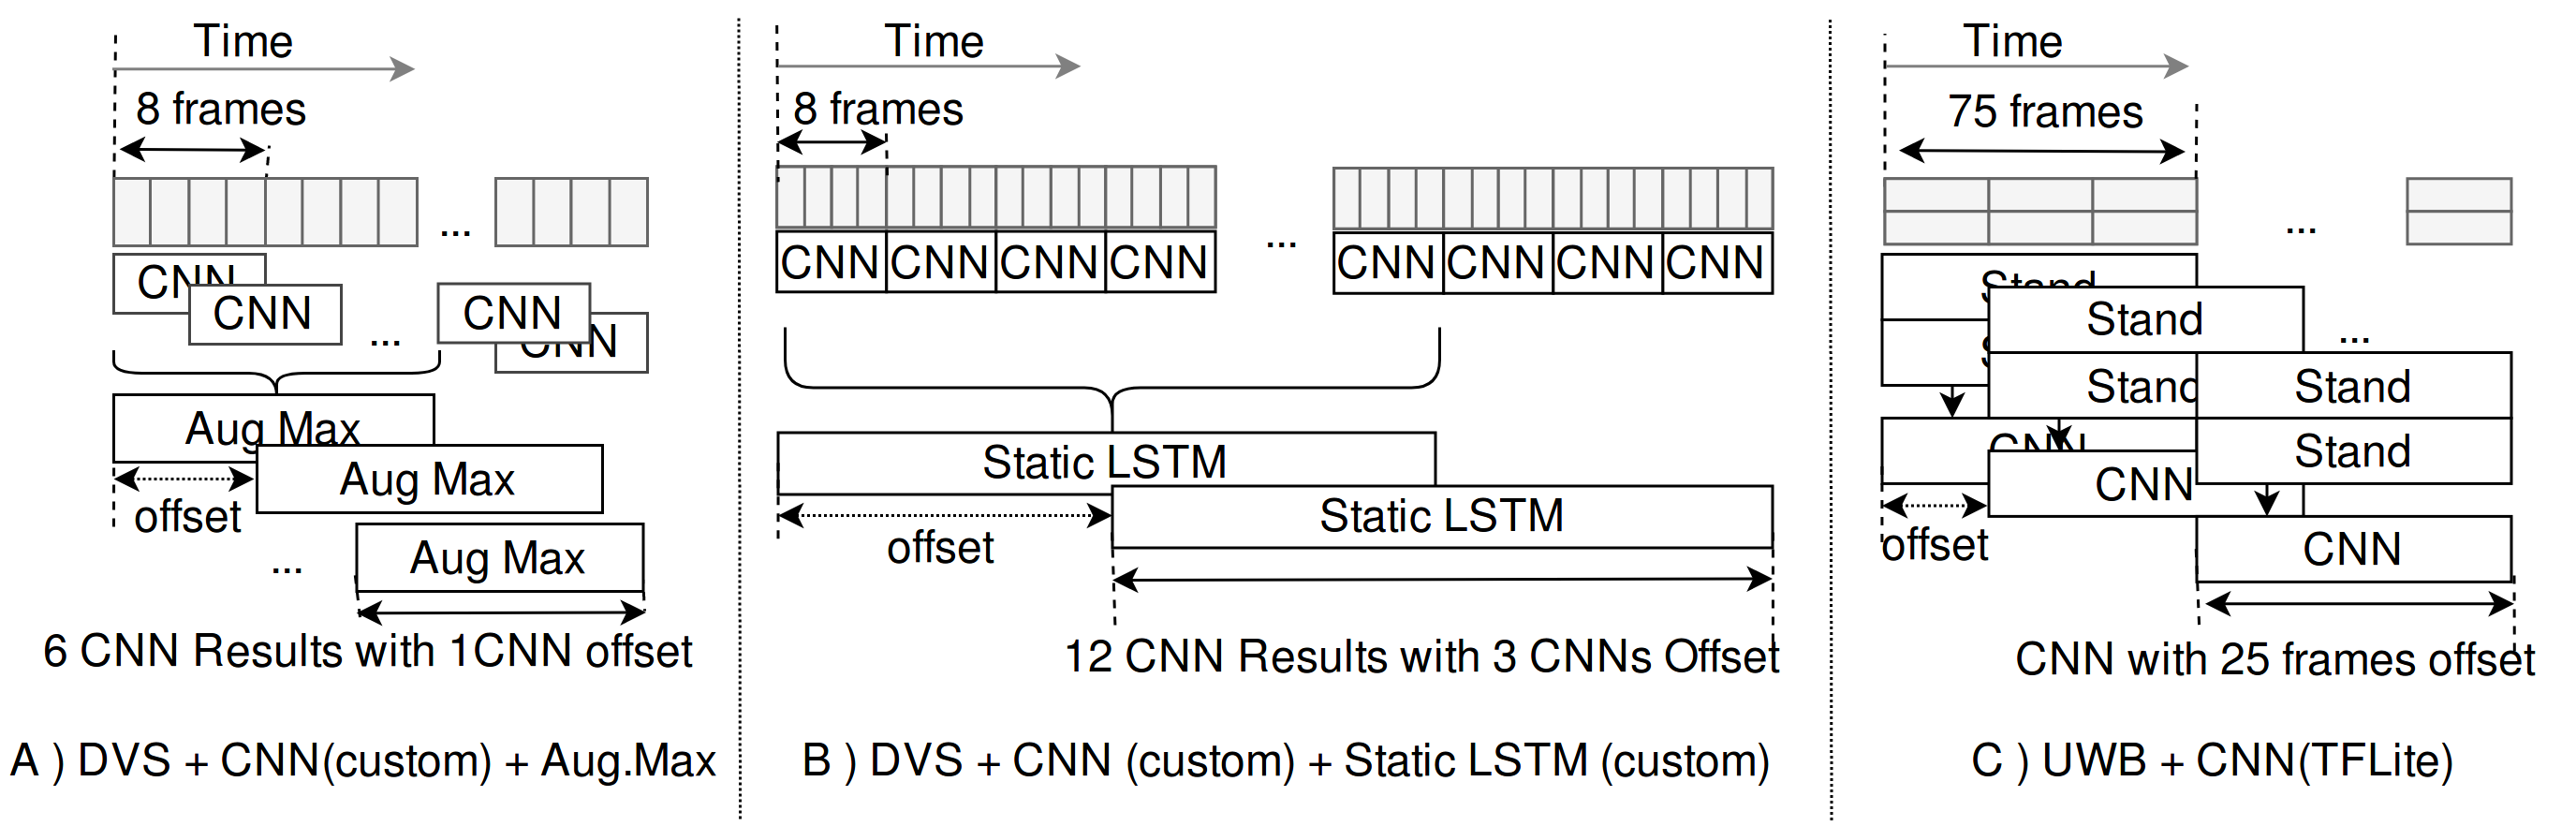 Time
8 frames
...
CNN
CNN
...
CNN
CNN
Aug Max
Aug Max
offset
...
Aug Max
6 CNN Results with 1CNN offset
A ) DVS + CNN(custom) + Aug.Max
Time
8 frames
CNN CNN CNN CNN
...
CNN CNN CNN CNN
Static LSTM
Static LSTM
offset
12 CNN Results with 3 CNNs Offset
B ) DVS + CNN (custom) + Static LSTM (custom)
Time
75 frames
...
Stand
Stand
...
Stand
Stand
Stand
CNN
CNN
offset
CNN
CNN with 25 frames offset
C ) UWB + CNN(TFLite)